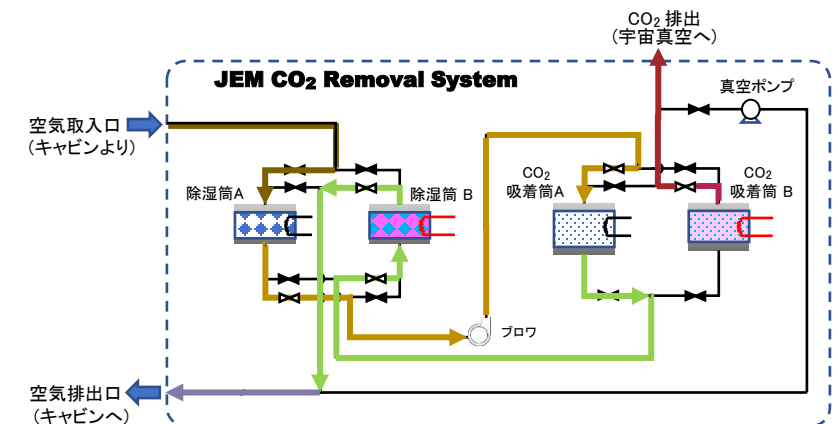 CO2 排出
(宇宙真空へ)
JEM CO2 Removal System
真空ポンプ
空気取入口
(キャビンより)
除湿筒A
除湿筒 B
CO2
吸着筒A
CO2
吸着筒 B
ブロワ
空気排出口
(キャビンへ)